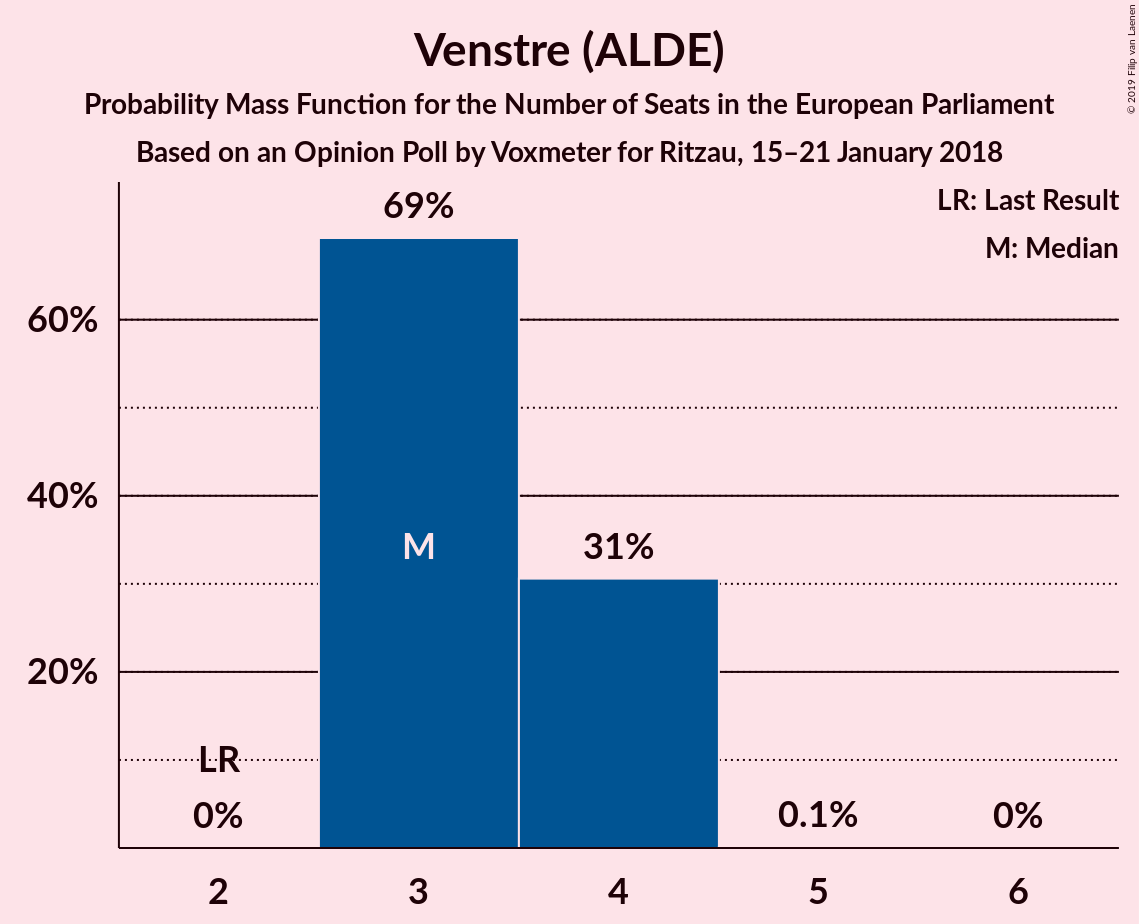 Venstre (ALDE)
Probability Mass Function for the Number of Seats in the European Parliament
Based on an Opinion Poll by Voxmeter for Ritzau, 15–21 January 2018
© 2019 Filip van Laenen
LR: Last Result
M: Median
69%
60%
40%
M
31%
20%
LR
0%
0.1%
0%
2
3
4
5
6